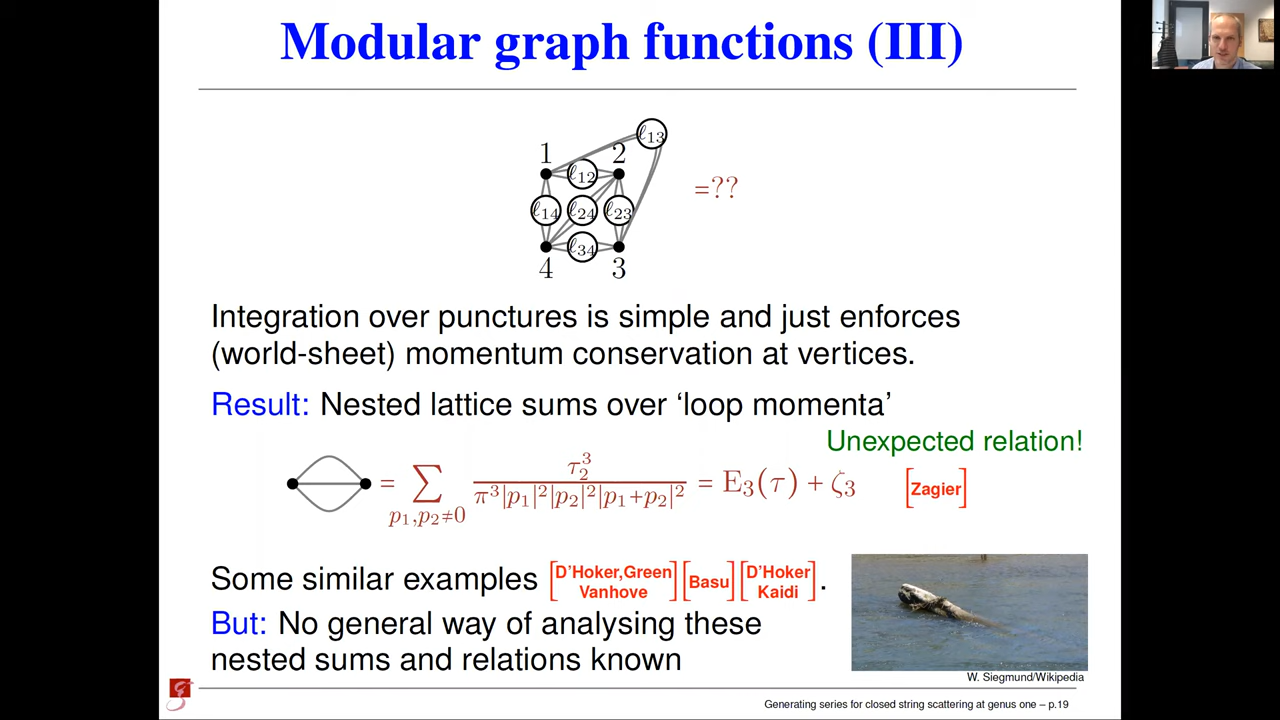 Modular graph functions (III)
ℓ13
1 2
ℓ12
=??
ℓ14 ℓ24 ℓ23
ℓ34
4 3
Integration over punctures is simple and just enforces
(world-sheet) momentum conservation at vertices.
Result: Nested lattice sums over ‘loop momenta’
Unexpected relation!
= ∑_{p₁,p₂≠0} τ₂³ / (π³|p₁|²|p₂|²|p₁+p₂|²) = E₃(τ) + ζ₃ [Zagier]
Some similar examples [D’Hoker,Green Vanhove] [Basu] [D’Hoker Kaidi].
But: No general way of analysing these
nested sums and relations known
W. Siegmund/Wikipedia
Generating series for closed string scattering at genus one – p.19